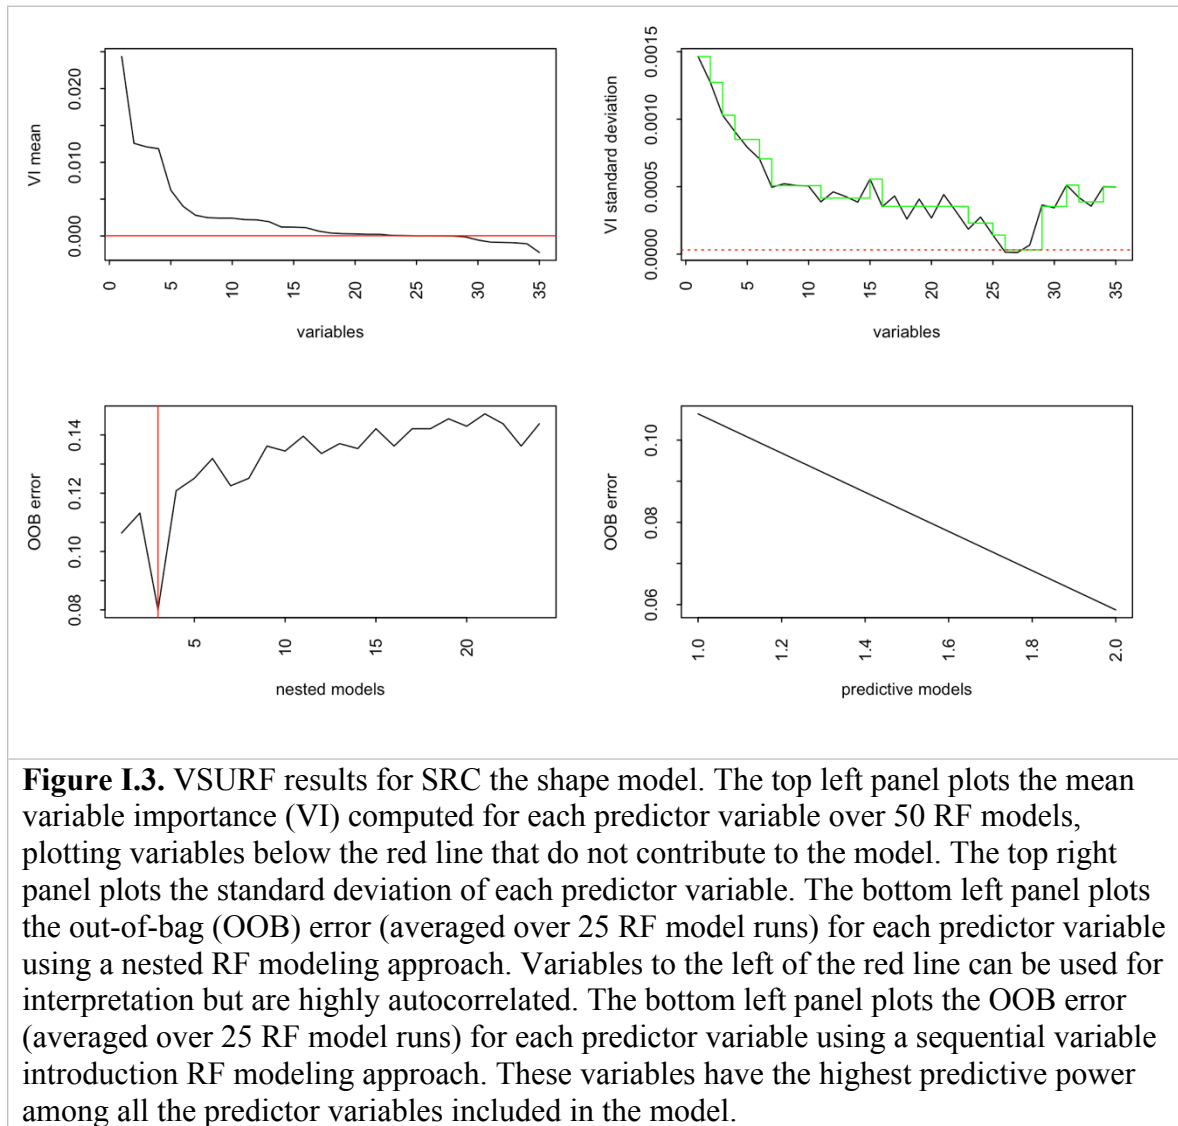 VI mean
0.000 0.010 0.020
0 5 10 15 20 25 30 35
variables
VI standard deviation
0.0000 0.0005 0.0010 0.0015
0 5 10 15 20 25 30 35
variables
OOB error
0.08 0.10 0.12 0.14
5 10 15 20
nested models
OOB error
0.06 0.08 0.10
1.0 1.2 1.4 1.6 1.8 2.0
predictive models
Figure I.3. VSURF results for SRC the shape model. The top left panel plots the mean
variable importance (VI) computed for each predictor variable over 50 RF models,
plotting variables below the red line that do not contribute to the model. The top right
panel plots the standard deviation of each predictor variable. The bottom left panel plots
the out-of-bag (OOB) error (averaged over 25 RF model runs) for each predictor variable
using a nested RF modeling approach. Variables to the left of the red line can be used for
interpretation but are highly autocorrelated. The bottom left panel plots the OOB error
(averaged over 25 RF model runs) for each predictor variable using a sequential variable
introduction RF modeling approach. These variables have the highest predictive power
among all the predictor variables included in the model.